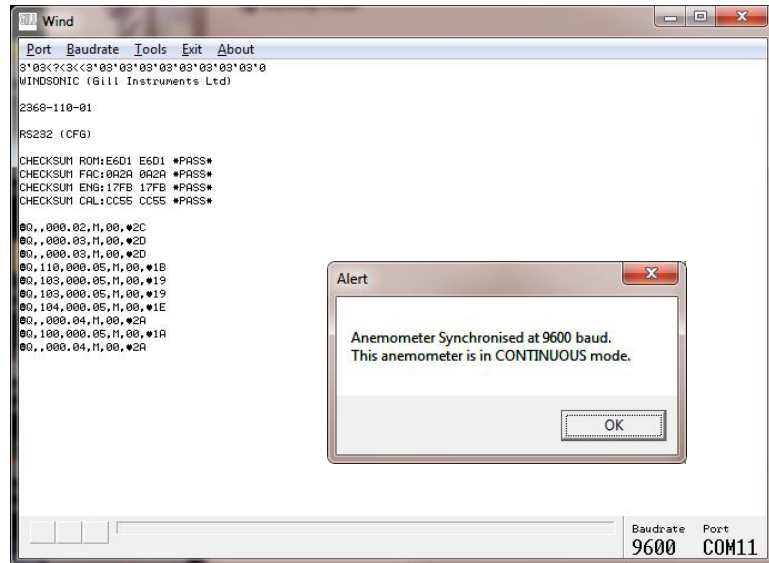 GILL Wind
Port Baudrate Tools Exit About
3'03<?<3<<3'03'03'03'03'03'03'03'03'03'0
WINDSONIC (Gill Instruments Ltd)
2368-110-01
RS232 (CFG)
CHECKSUM ROM:E6D1 E6D1 *PASS*
CHECKSUM FAC:0A2A 0A2A *PASS*
CHECKSUM ENG:17FB 17FB *PASS*
CHECKSUM CAL:CC55 CC55 *PASS*
☻Q,,000.02,M,00,♥2C
☻Q,,000.03,M,00,♥2D
☻Q,,000.03,M,00,♥2D
☻Q,110,000.05,M,00,♥1B
☻Q,103,000.05,M,00,♥19
☻Q,103,000.05,M,00,♥19
☻Q,104,000.05,M,00,♥1E
☻Q,,000.04,M,00,♥2A
☻Q,100,000.05,M,00,♥1A
☻Q,,000.04,M,00,♥2A
Alert
Anemometer Synchronised at 9600 baud.
This anemometer is in CONTINUOUS mode.
OK
Baudrate Port
9600 COM11